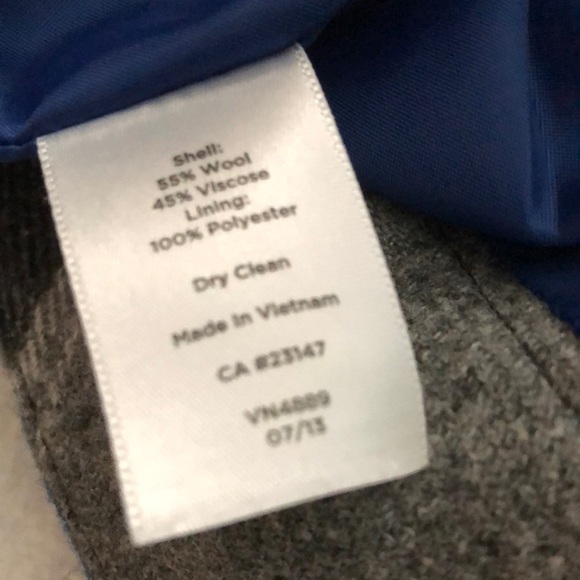 Shell:
55% Wool
45% Viscose
Lining:
100% Polyester
Dry Clean
Made In Vietnam
CA #23147
VN4889
07/13